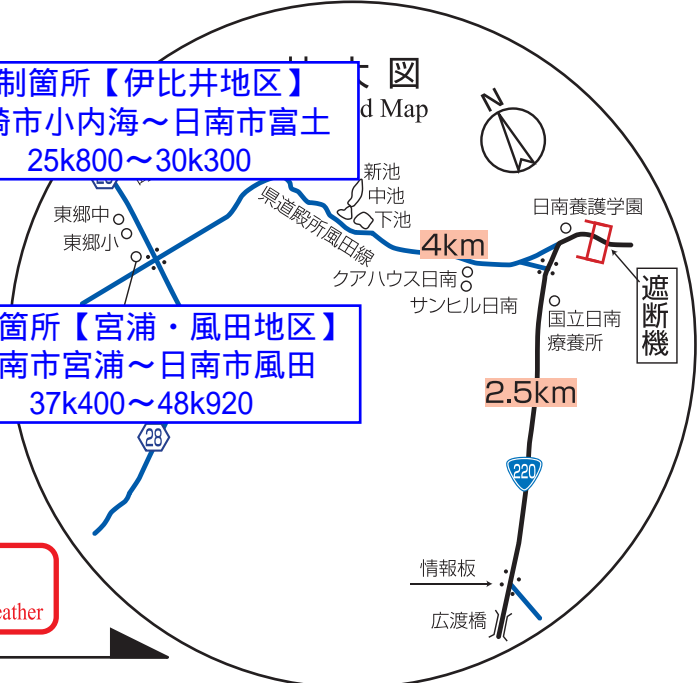 大図
d Map
制箇所【伊比井地区】
崎市小内海～日南市富土
25k800～30k300
N
新池
中池
下池
県道殿所風田線
東郷中
東郷小
4km
日南養護学園
クアハウス日南
サンヒル日南
遮断機
国立日南
療養所
箇所【宮浦・風田地区】
南市宮浦～日南市風田
37k400～48k920
2.5km
28
220
情報板
広渡橋
eather